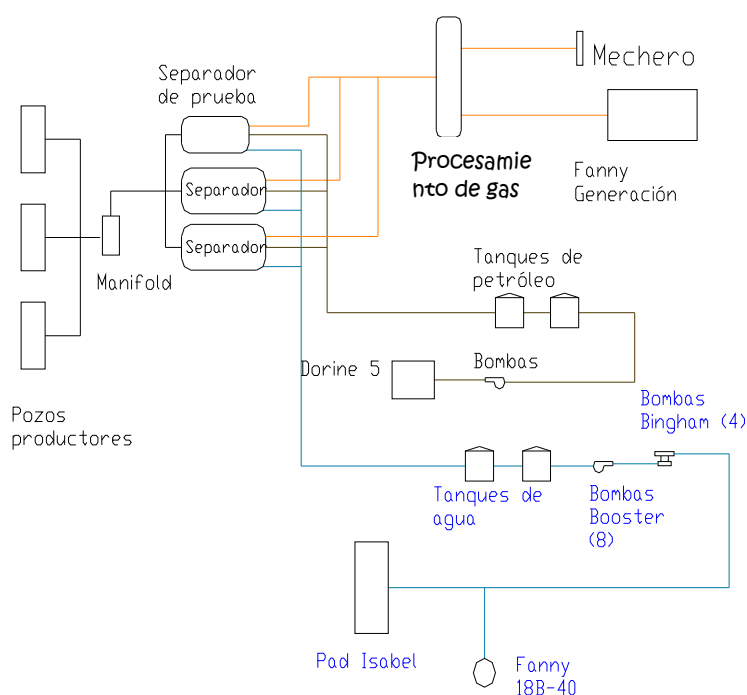 Separador
de prueba
Mechero
Procesamie
nto de gas
Fanny
Generación
Separador
Separador
Manifold
Tanques de
petróleo
Dorine 5
Bombas
Pozos
productores
Bombas
Bingham (4)
Tanques de
agua
Bombas
Booster
(8)
Pad Isabel
Fanny
18B-40